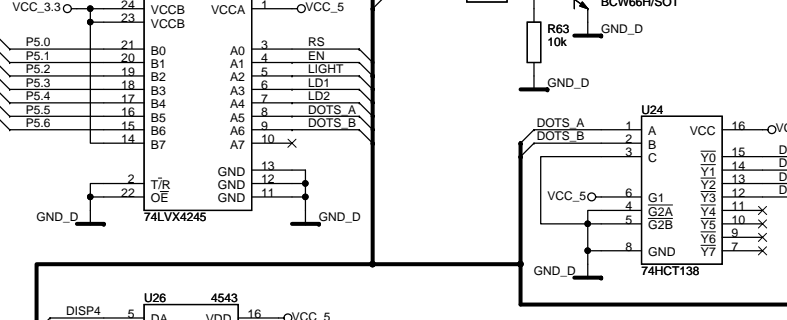 VCC_3.3 24 VCCB VCCA 1 VCC_5 BCW66H/SOT
23 VCCB
R63 GND_D
10k
P5.0 21 B0 A0 3 RS
P5.1 20 B1 A1 4 EN
P5.2 19 B2 A2 5 LIGHT
P5.3 18 B3 A3 6 LD1
P5.4 17 B4 A4 7 LD2
P5.5 16 B5 A5 8 DOTS_A
P5.6 15 B6 A6 9 DOTS_B
14 B7 A7 10
GND_D
U24
DOTS_A 1 A VCC 16
DOTS_B 2 B
3 C Y0 15
Y1 14
Y2 13
VCC_5 6 G1 Y3 12
4 G2A Y4 11
5 G2B Y5 10
Y6 9
8 GND Y7 7
GND_D 74HCT138
GND 13
2 T/R GND 12
22 OE GND 11
GND_D 74LVX4245 GND_D
U26 4543
DISP4 5 DA VDD 16 VCC_5